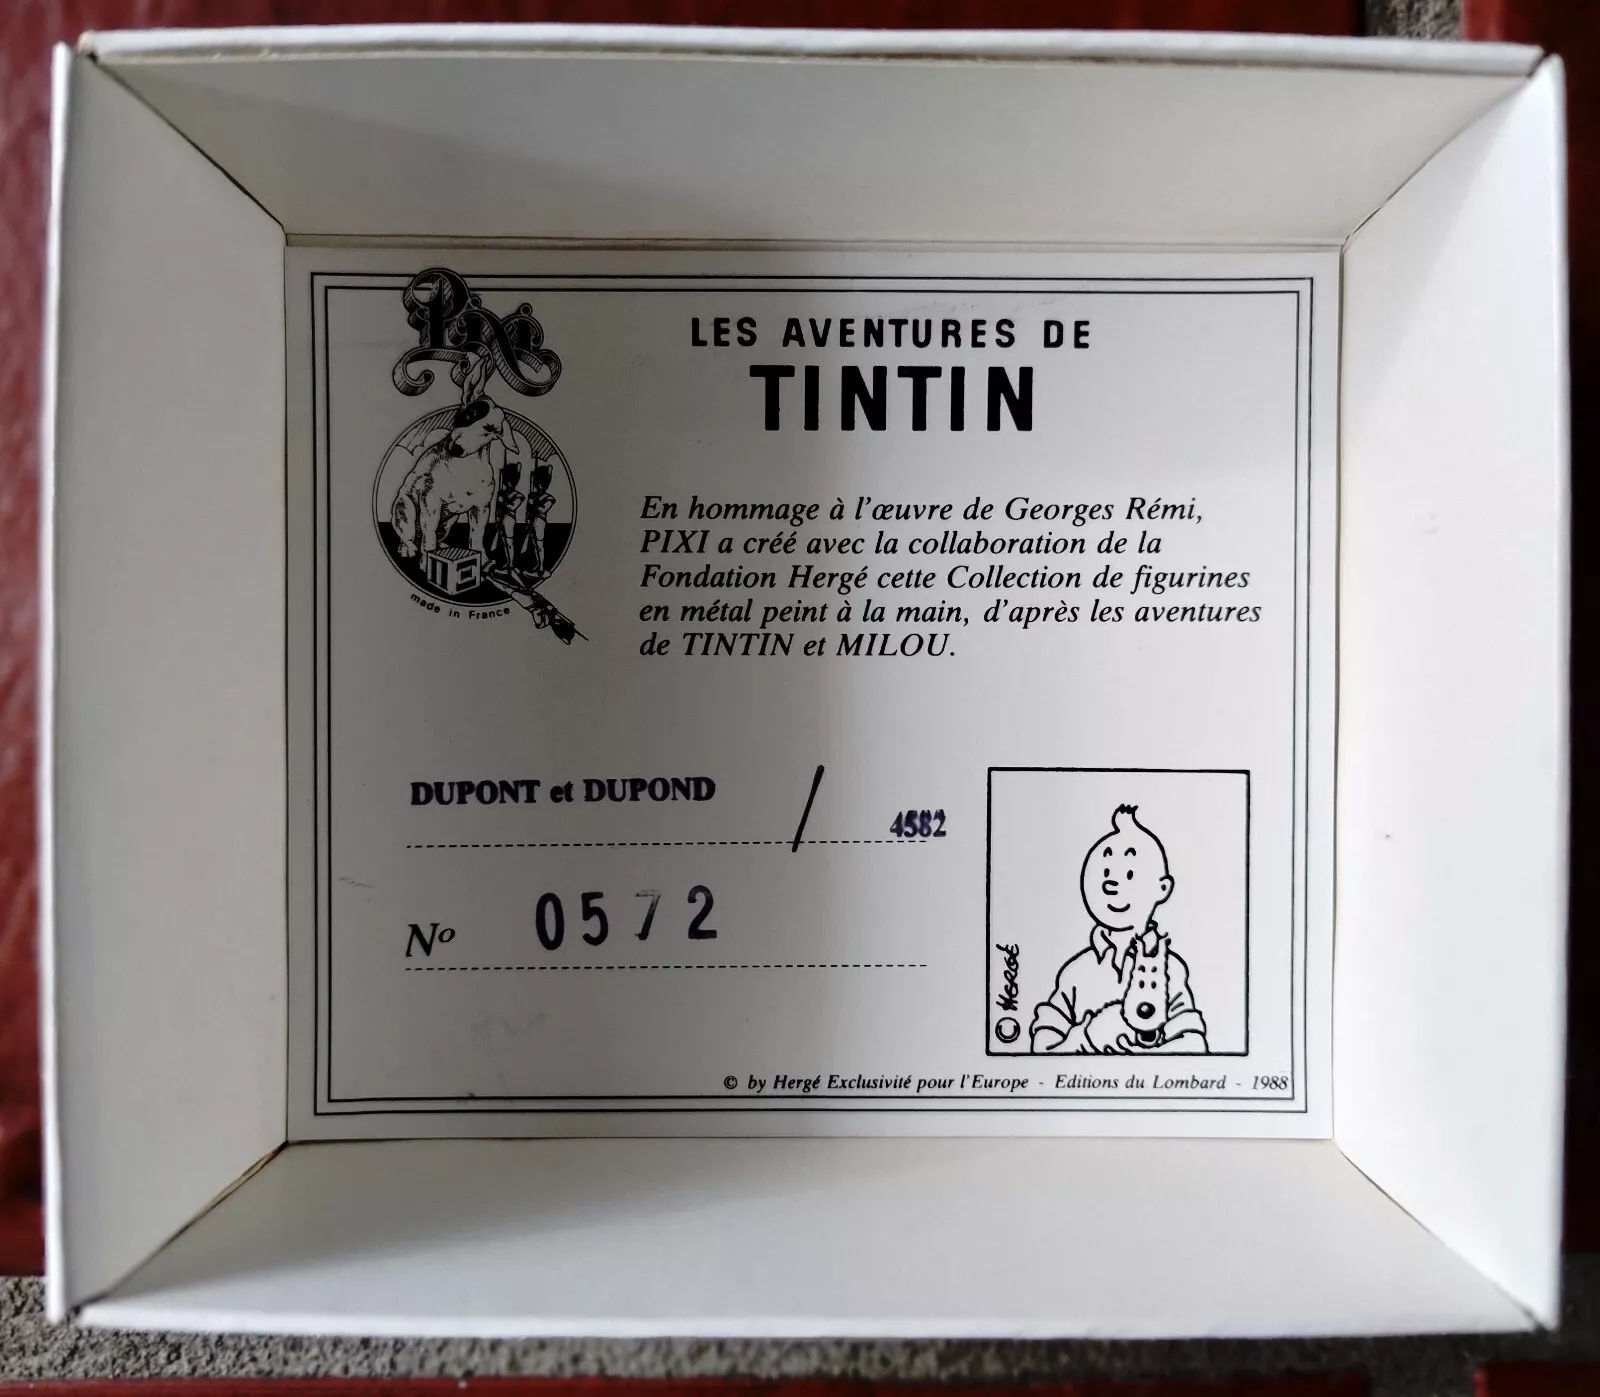 Pixi
made in France
LES AVENTURES DE
TINTIN
En hommage à l'œuvre de Georges Rémi,
PIXI a créé avec la collaboration de la
Fondation Hergé cette Collection de figurines
en métal peint à la main, d'après les aventures
de TINTIN et MILOU.
DUPONT et DUPOND / 4582
Nº 0572
© HERGÉ
© by Hergé Exclusivité pour l'Europe - Editions du Lombard - 1988